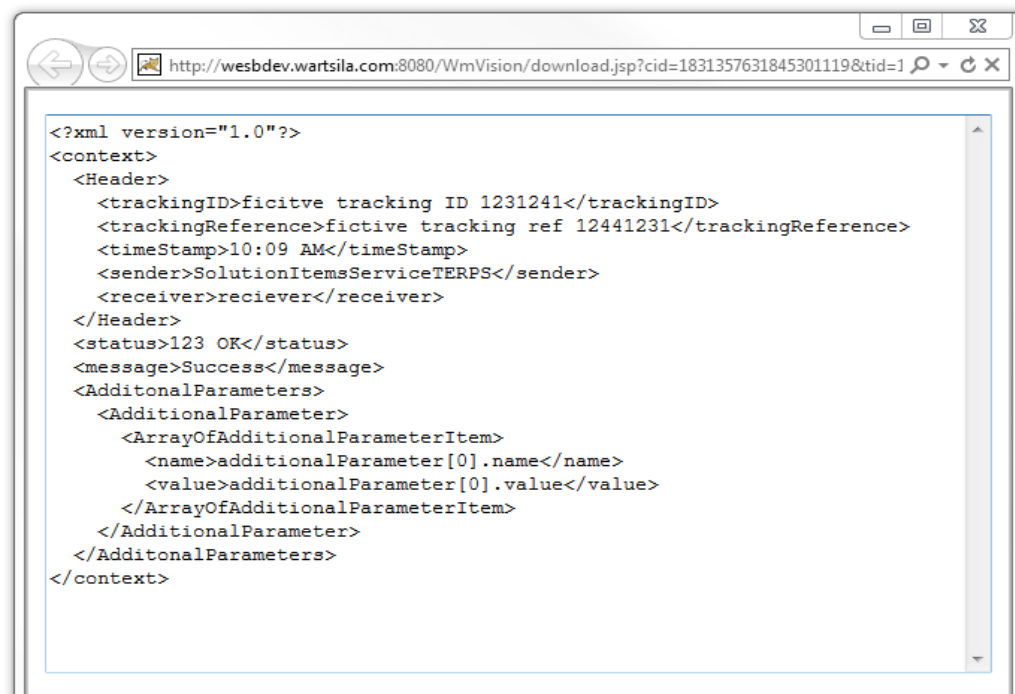 http://wesbdev.wartsila.com:8080/WmVision/download.jsp?cid=1831357631845301119&tid=1
<?xml version="1.0"?>
<context>
  <Header>
    <trackingID>ficitve tracking ID 1231241</trackingID>
    <trackingReference>fictive tracking ref 12441231</trackingReference>
    <timeStamp>10:09 AM</timeStamp>
    <sender>SolutionItemsServiceTERPS</sender>
    <receiver>reciever</receiver>
  </Header>
  <status>123 OK</status>
  <message>Success</message>
  <AdditonalParameters>
    <AdditionalParameter>
      <ArrayOfAdditionalParameterItem>
        <name>additionalParameter[0].name</name>
        <value>additionalParameter[0].value</value>
      </ArrayOfAdditionalParameterItem>
    </AdditionalParameter>
  </AdditonalParameters>
</context>